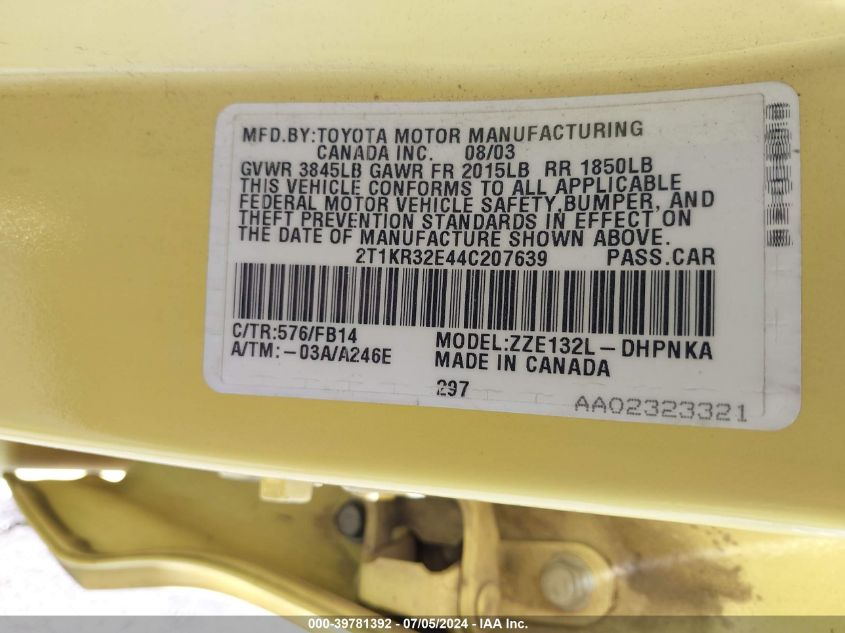 MFD.BY:TOYOTA MOTOR MANUFACTURING
CANADA INC. 08/03
GVWR 3845LB GAWR FR 2015LB RR 1850LB
THIS VEHICLE CONFORMS TO ALL APPLICABLE
FEDERAL MOTOR VEHICLE SAFETY,BUMPER, AND
THEFT PREVENTION STANDARDS IN EFFECT ON
THE DATE OF MANUFACTURE SHOWN ABOVE.
2T1KR32E44C207639 PASS.CAR
C/TR:576/FB14 MODEL:ZZE132L-DHPNKA
A/TM:-03A/A246E MADE IN CANADA
297
AA02323321
000-39781392 - 07/05/2024 - IAA Inc.